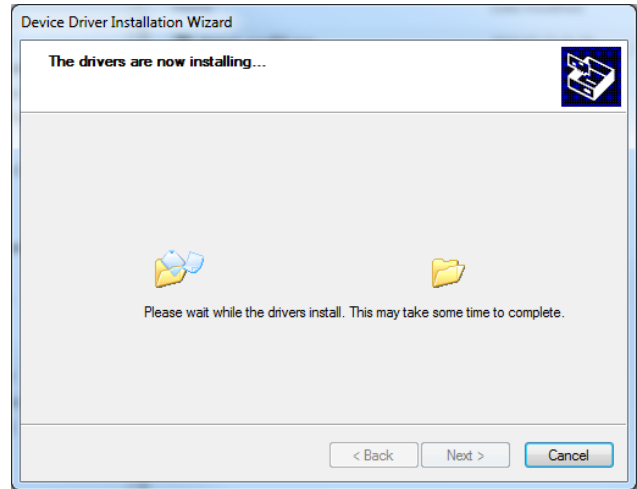 Device Driver Installation Wizard
The drivers are now installing...
Please wait while the drivers install. This may take some time to complete.
< Back Next > Cancel